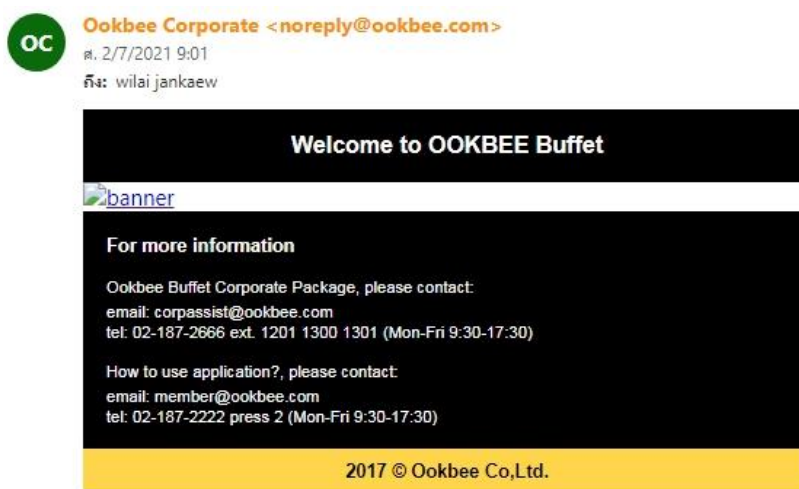 OC
Ookbee Corporate <noreply@ookbee.com>
ศ. 2/7/2021 9:01
ถึง: wilai jankaew
Welcome to OOKBEE Buffet
banner
For more information
Ookbee Buffet Corporate Package, please contact:
email: corpassist@ookbee.com
tel: 02-187-2666 ext. 1201 1300 1301 (Mon-Fri 9:30-17:30)
How to use application?, please contact:
email: member@ookbee.com
tel: 02-187-2222 press 2 (Mon-Fri 9:30-17:30)
2017 © Ookbee Co,Ltd.